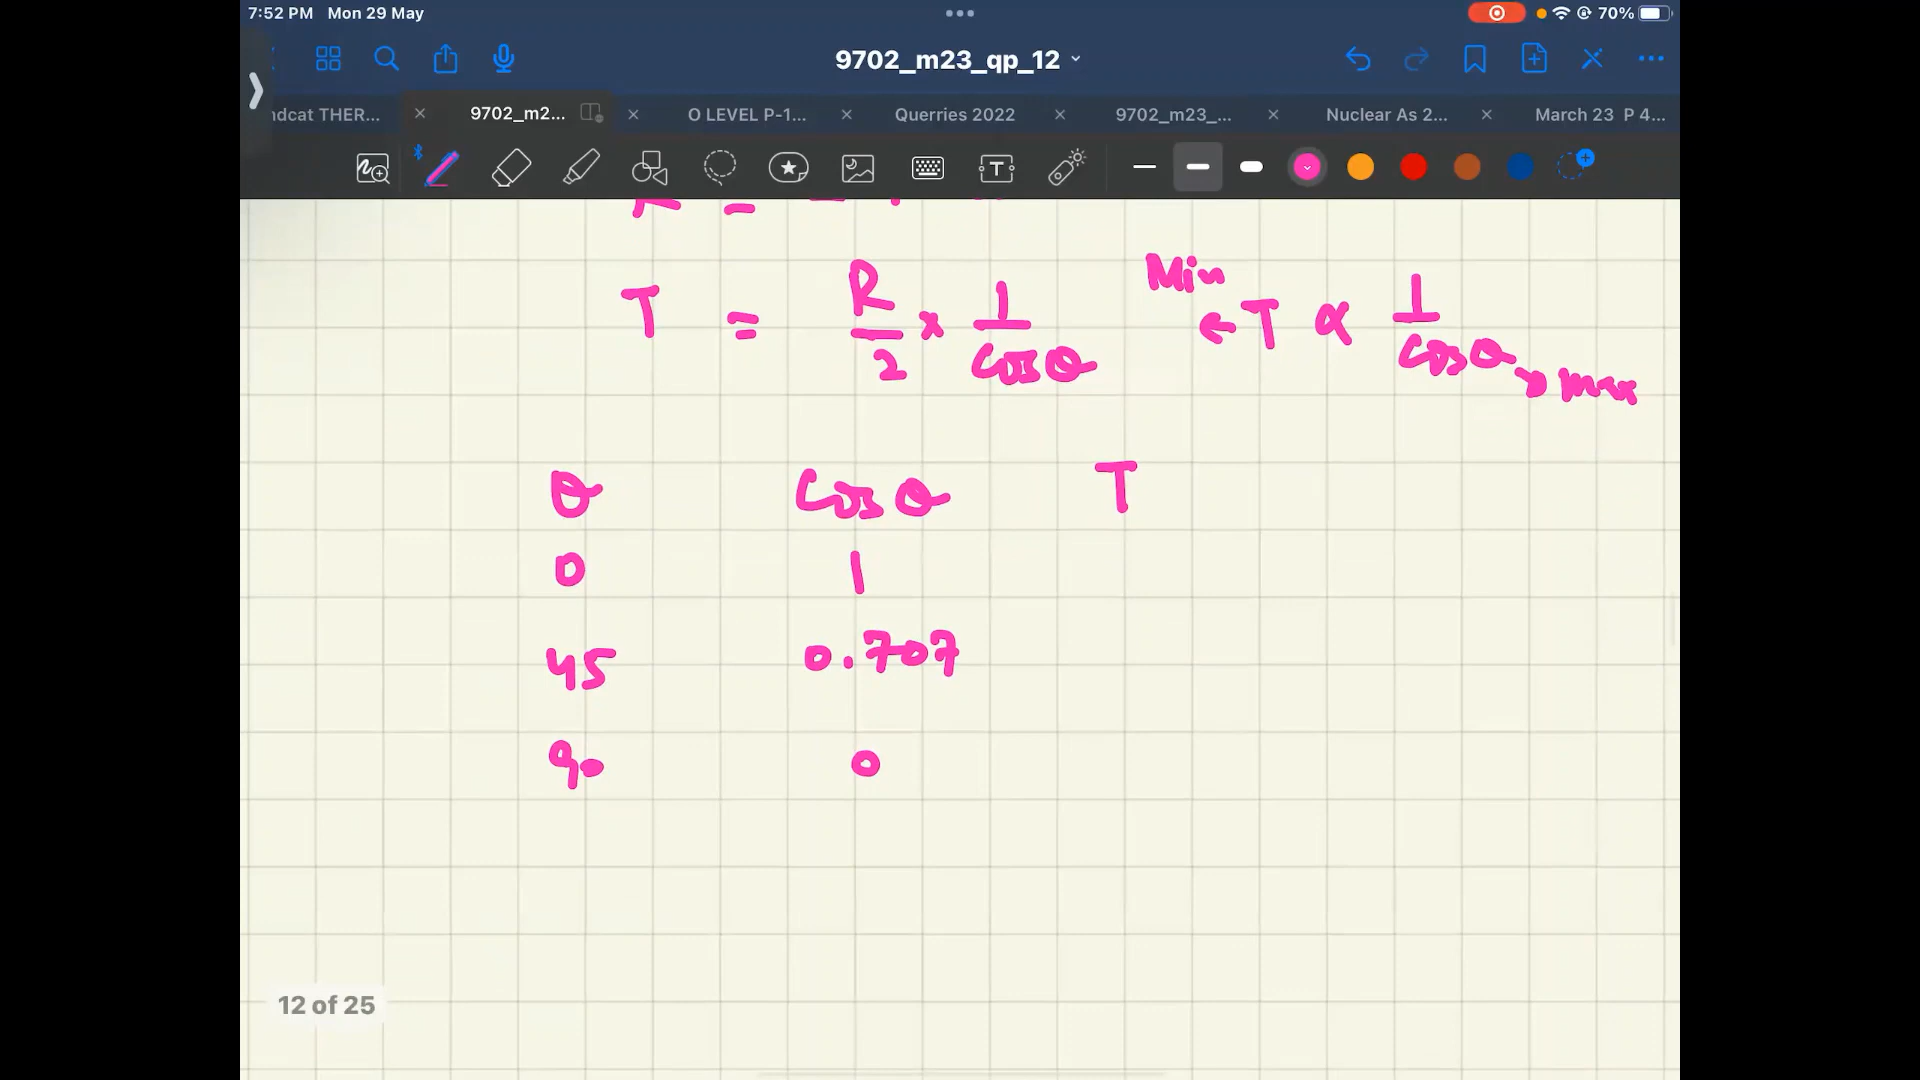 7:52 PM Mon 29 May
70%
9702_m23_qp_12
ndcat THER... 9702_m2... O LEVEL P-1... Querries 2022 9702_m23_... Nuclear As 2... March 23 P 4...
T = R/2 × 1/Cosθ Min ← T ∝ 1/Cosθ → max
θ Cosθ T
0 1
45 0.707
90 0
12 of 25